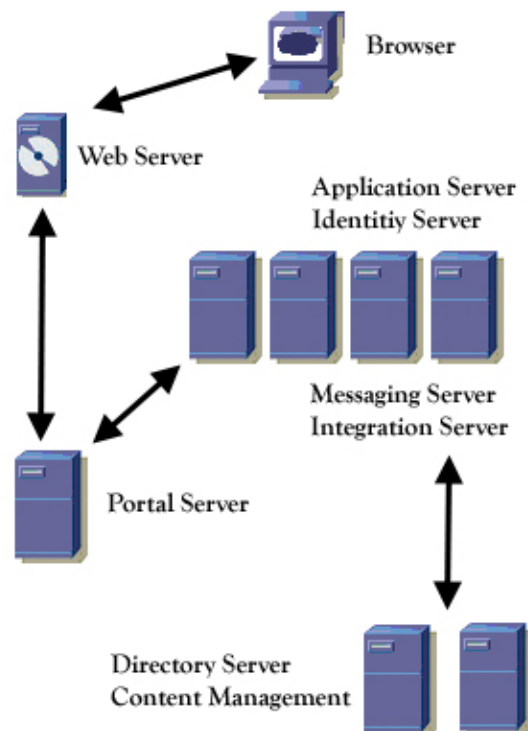 Browser
Web Server
Application Server
Identitiy Server
Messaging Server
Integration Server
Portal Server
Directory Server
Content Management